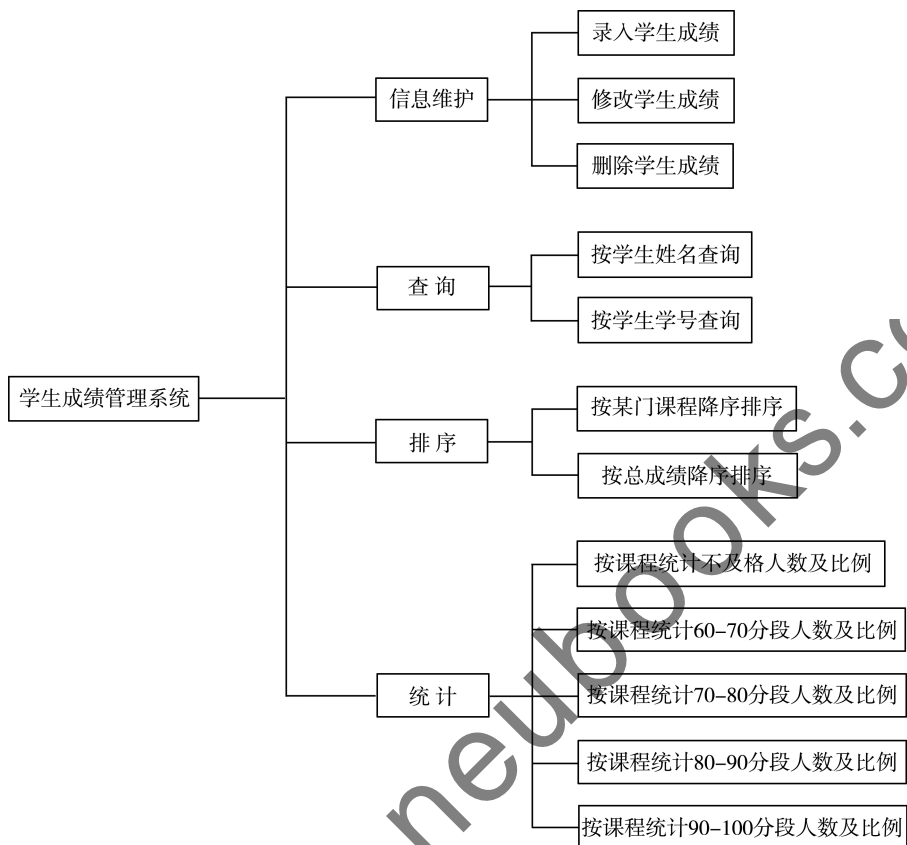 学生成绩管理系统
信息维护
录入学生成绩
修改学生成绩
删除学生成绩
查询
按学生姓名查询
按学生学号查询
排序
按某门课程降序排序
按总成绩降序排序
统计
按课程统计不及格人数及比例
按课程统计60-70分段人数及比例
按课程统计70-80分段人数及比例
按课程统计80-90分段人数及比例
按课程统计90-100分段人数及比例
neubooks.co